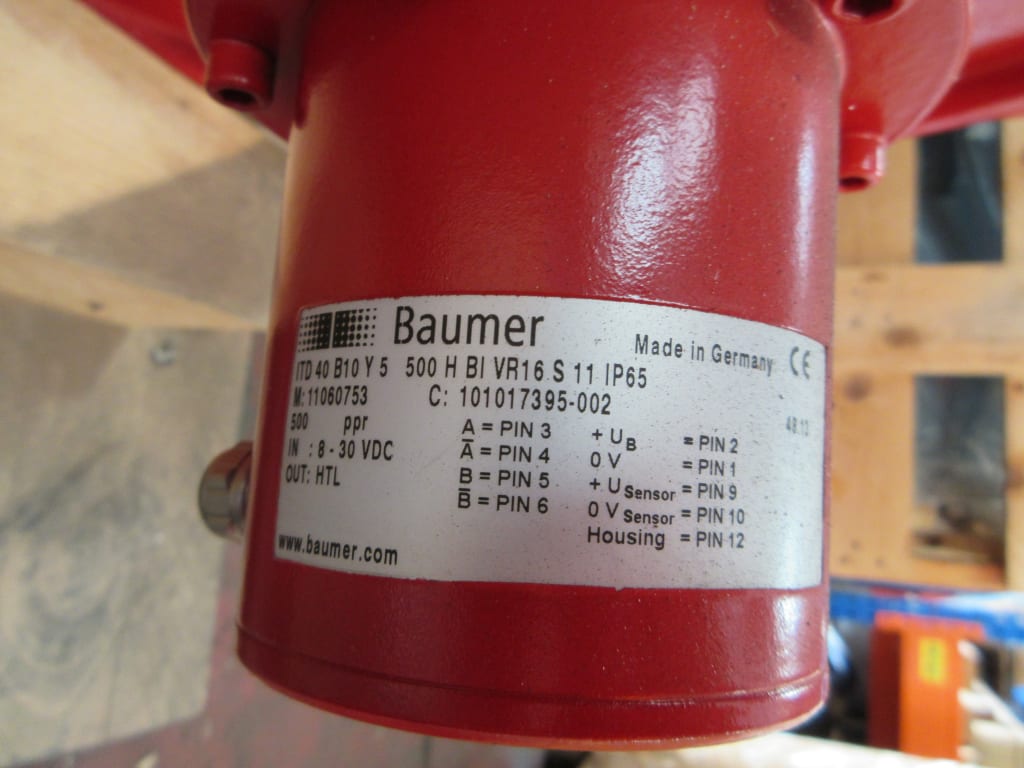 Baumer
Made in Germany CE
ITD 40 B10 Y 5 500 H BI VR16 S 11 IP65
M: 11060753 C: 101017395-002
500 ppr
IN : 8 - 30 VDC
OUT: HTL
A = PIN 3
A̅ = PIN 4
B = PIN 5
B̅ = PIN 6
+ UB = PIN 2
0 V = PIN 1
+ USensor = PIN 9
0 VSensor = PIN 10
Housing = PIN 12
48.13
www.baumer.com